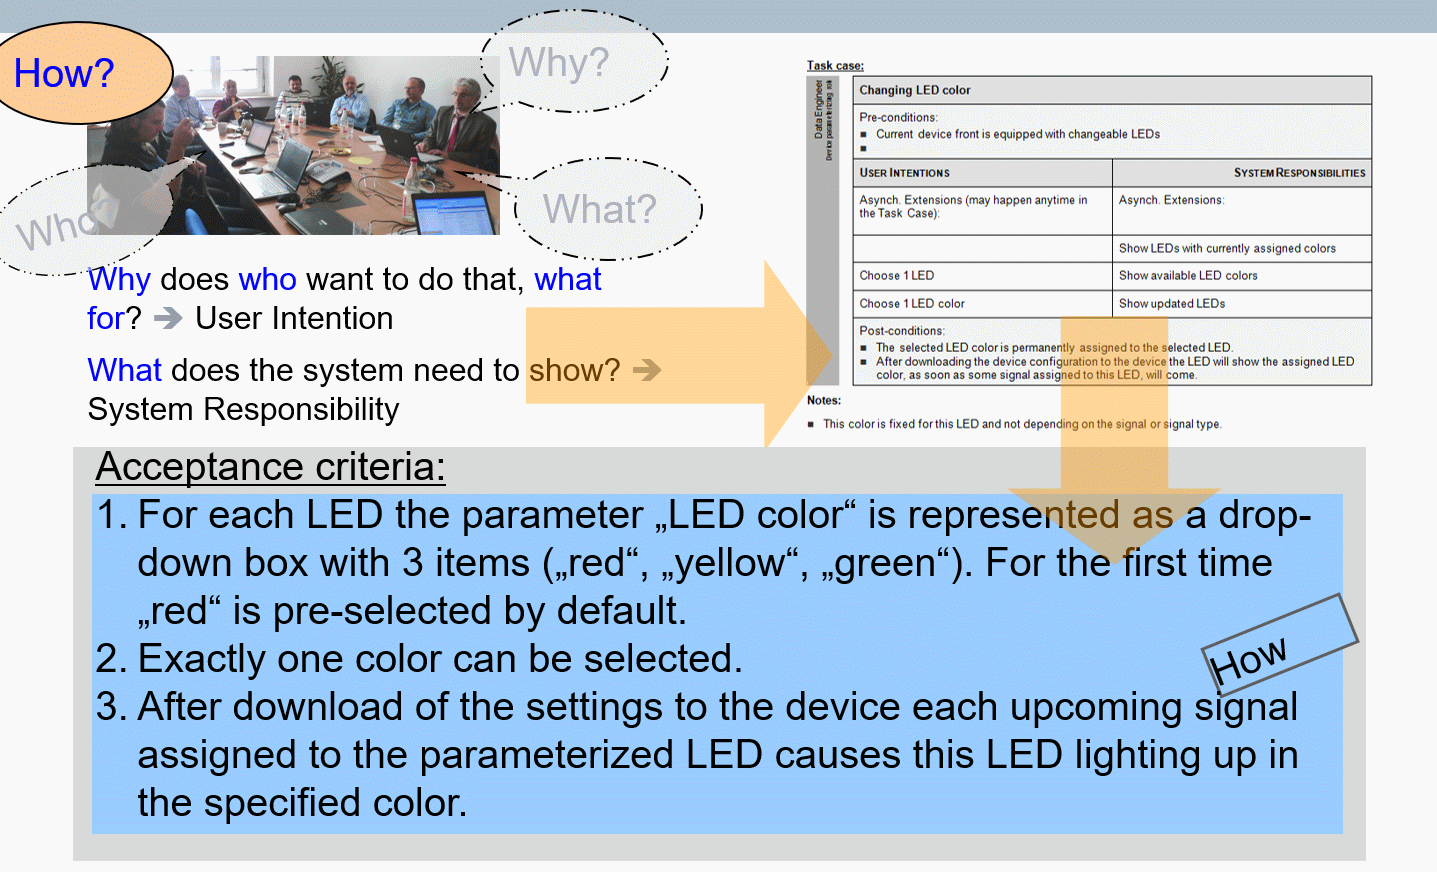 How?
Why?
Who?
What?
Why does who want to do that, what
for? ➔ User Intention
What does the system need to show? ➔
System Responsibility
Task case:
Data Engineer
Device parameterizing role
Changing LED color
Pre-conditions:
■ Current device front is equipped with changeable LEDs
■
USER INTENTIONS
SYSTEM RESPONSIBILITIES
Asynch. Extensions (may happen anytime in
the Task Case):
Asynch. Extensions:
Show LEDs with currently assigned colors
Choose 1 LED
Show available LED colors
Choose 1 LED color
Show updated LEDs
Post-conditions:
■ The selected LED color is permanently assigned to the selected LED.
■ After downloading the device configuration to the device the LED will show the assigned LED
color, as soon as some signal assigned to this LED, will come.
Notes:
■ This color is fixed for this LED and not depending on the signal or signal type.
Acceptance criteria:
1. For each LED the parameter „LED color“ is represented as a drop-
down box with 3 items („red“, „yellow“, „green“). For the first time
„red“ is pre-selected by default.
2. Exactly one color can be selected.
3. After download of the settings to the device each upcoming signal
assigned to the parameterized LED causes this LED lighting up in
the specified color.
How